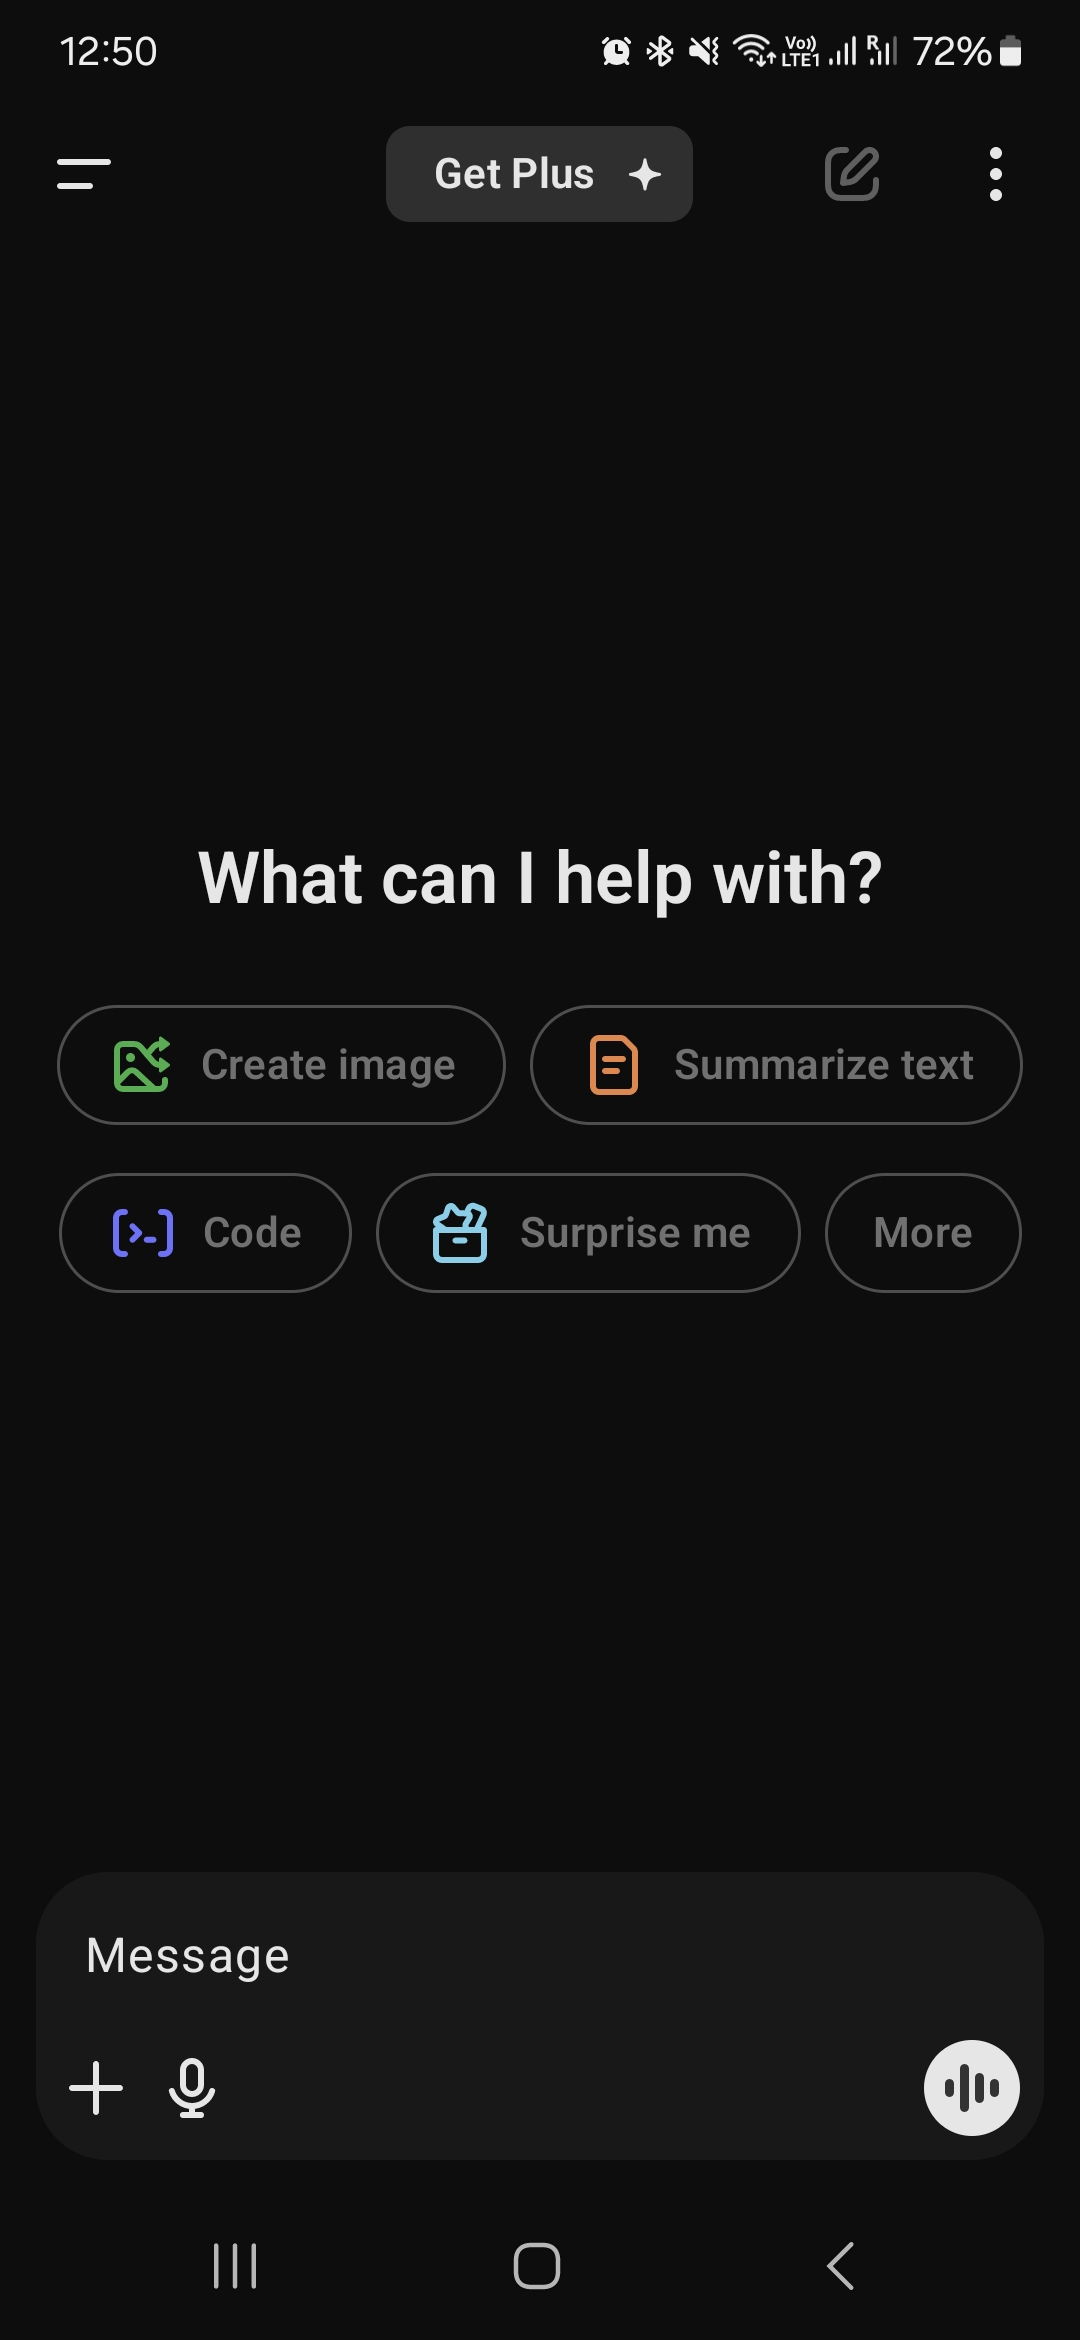 12:50 Vo)) LTE1 R 72%
Get Plus
What can I help with?
Create image Summarize text
Code Surprise me More
Message